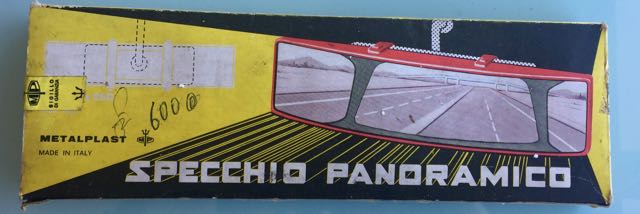 SIGILLO
DI GARANZIA
600
METALPLAST
MADE IN ITALY
SPECCHIO PANORAMICO